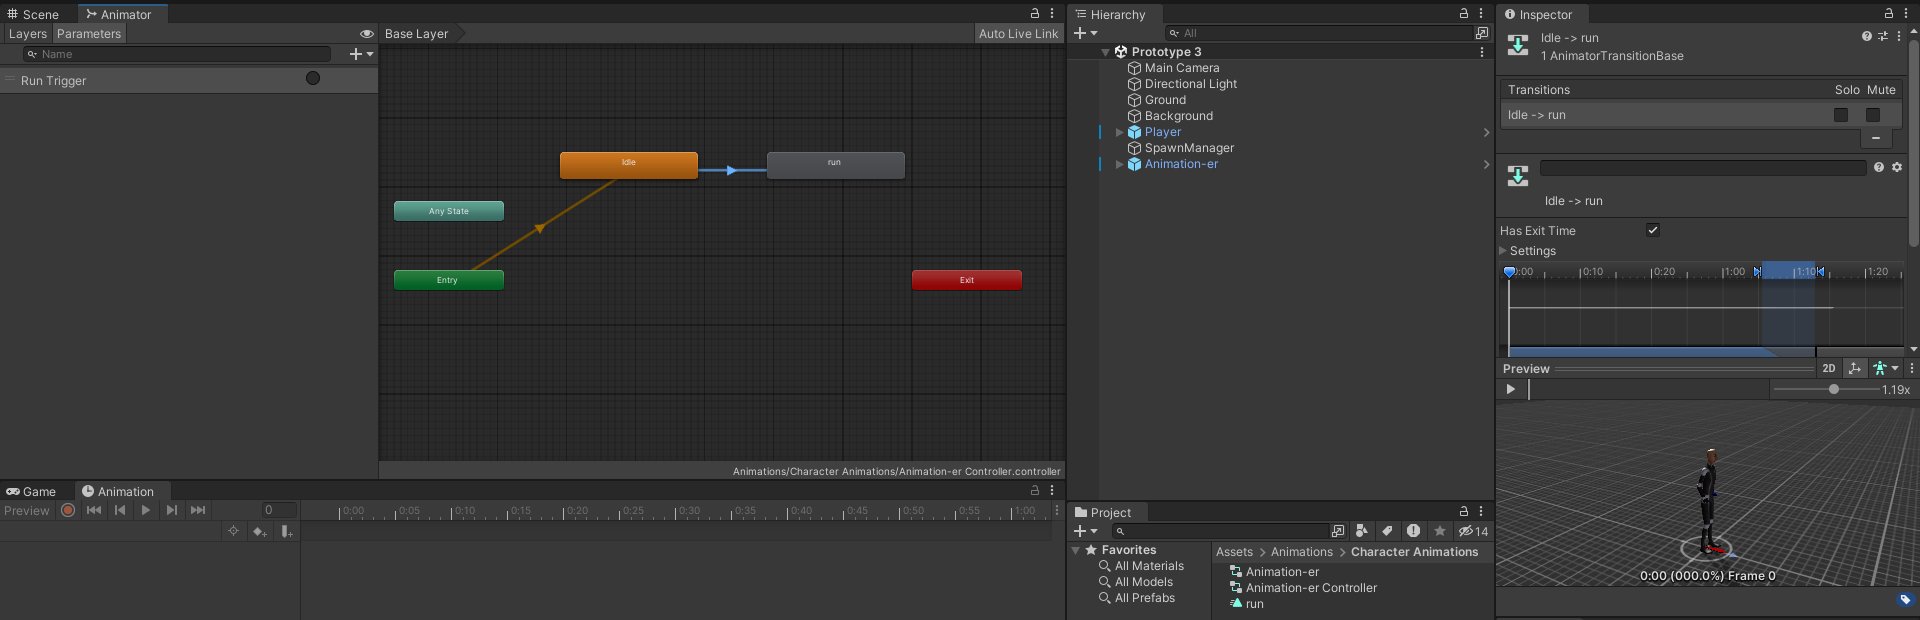 Scene
Animator
Layers
Parameters
Base Layer
Auto Live Link
Name
Run Trigger
Idle
run
Any State
Entry
Exit
Animations/Character Animations/Animation-er Controller.controller
Game
Animation
Preview
0
0:00 0:05 0:10 0:15 0:20 0:25 0:30 0:35 0:40 0:45 0:50 0:55 1:00
Hierarchy
All
Prototype 3
Main Camera
Directional Light
Ground
Background
Player
SpawnManager
Animation-er
Project
14
Favorites
All Materials
All Models
All Prefabs
Assets > Animations > Character Animations
Animation-er
Animation-er Controller
run
Inspector
Idle -> run
1 AnimatorTransitionBase
Transitions Solo Mute
Idle -> run
Idle -> run
Has Exit Time
Settings
0:00 0:10 0:20 1:00 1:10 1:20
Preview
2D
1.19x
0:00 (000.0%) Frame 0